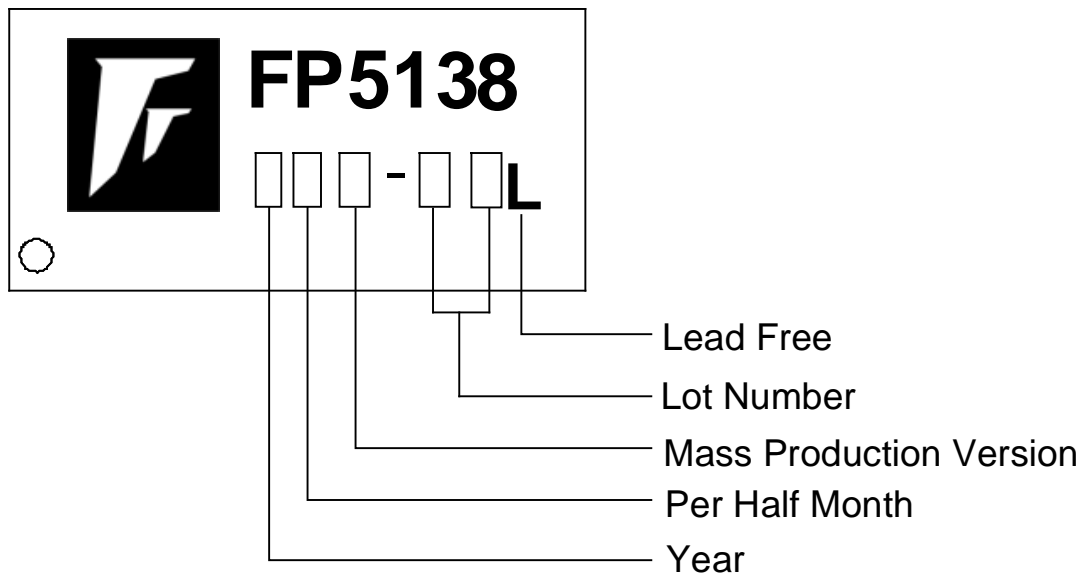 FP5138
▯▯▯-▯▯L
Lead Free
Lot Number
Mass Production Version
Per Half Month
Year